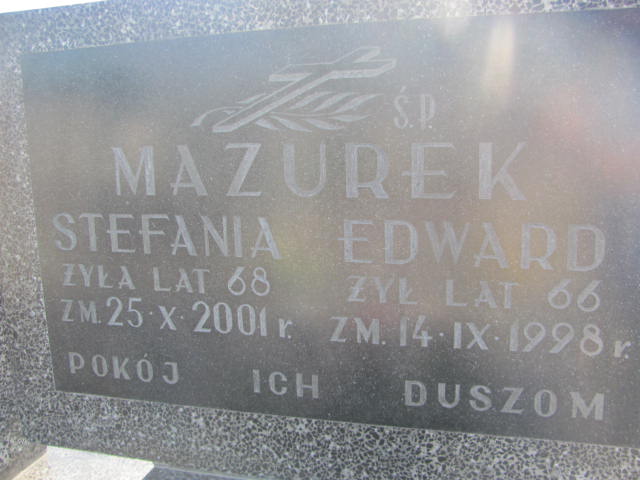 Ś.P.
MAZUREK
STEFANIA EDWARD
ŻYŁA LAT 68 ŻYŁ LAT 66
ZM. 25·X·2001 r. ZM. 14·IX·1998 r.
POKÓJ ICH DUSZOM